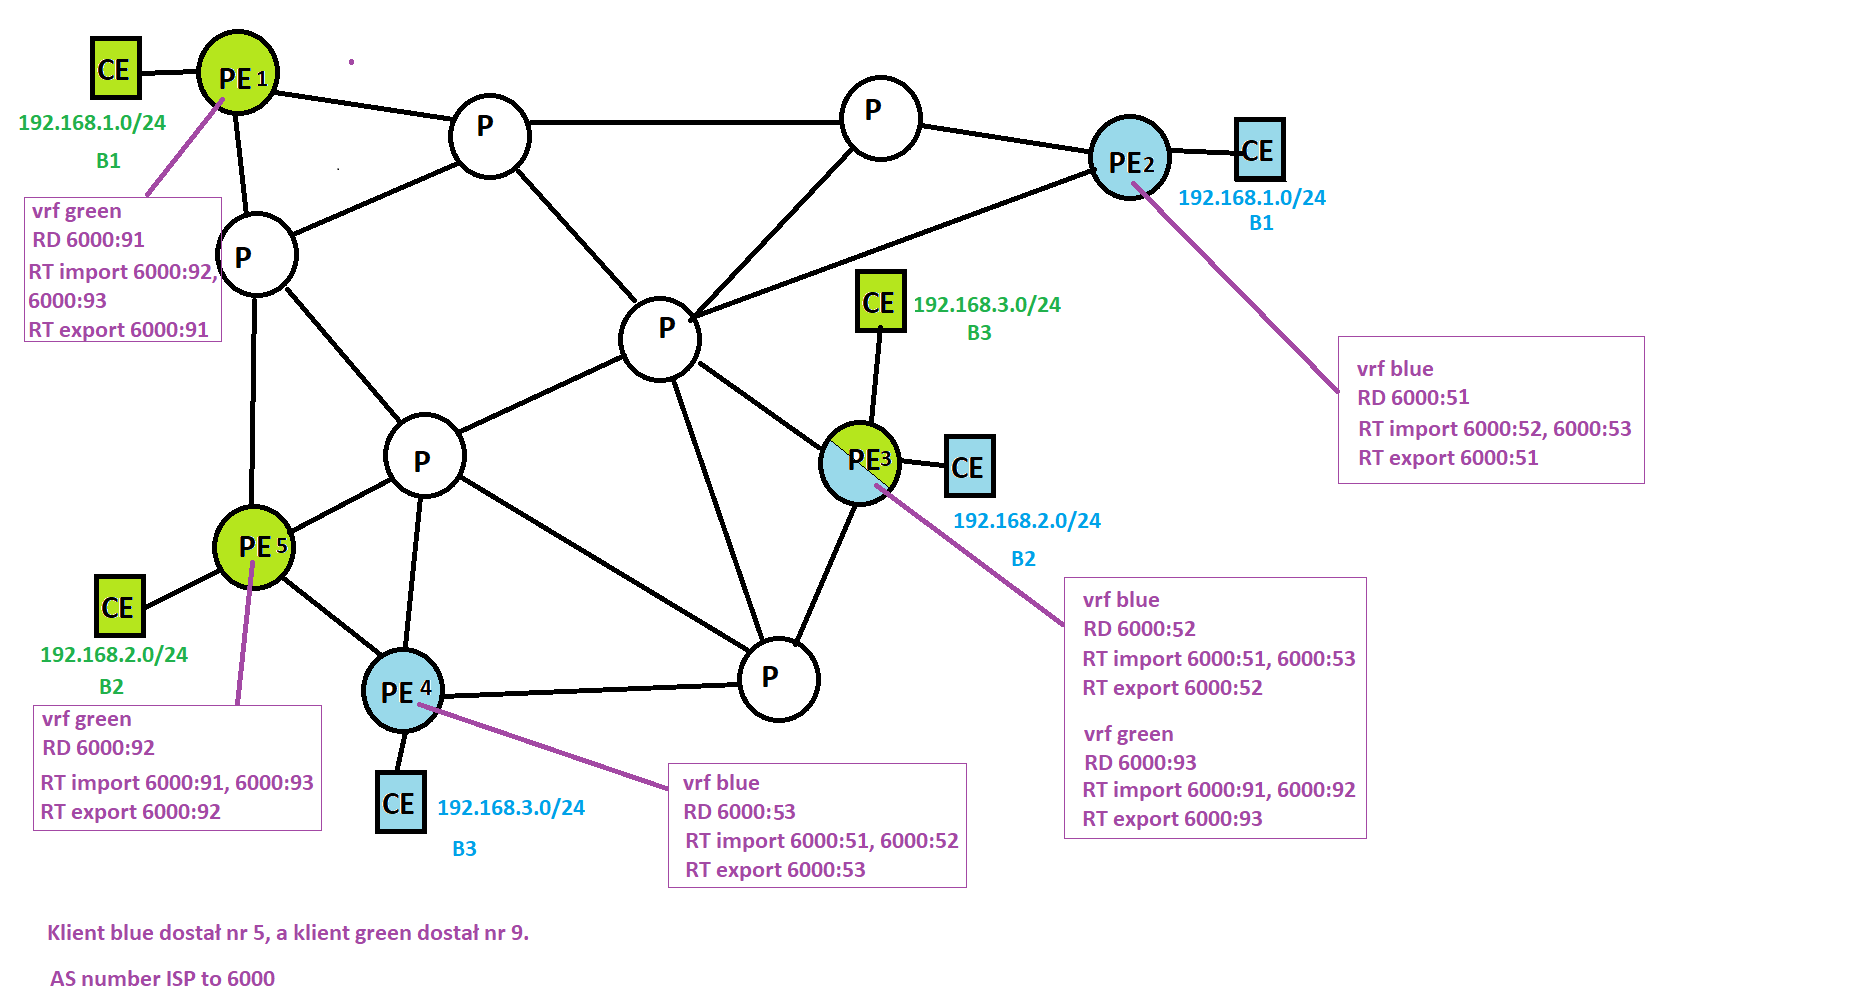 CE
PE 1
192.168.1.0/24
B1
vrf green
RD 6000:91
RT import 6000:92,
6000:93
RT export 6000:91
P
P
P
PE2
CE
192.168.1.0/24
B1
vrf blue
RD 6000:51
RT import 6000:52, 6000:53
RT export 6000:51
P
CE
192.168.3.0/24
B3
P
PE3
CE
192.168.2.0/24
B2
vrf blue
RD 6000:52
RT import 6000:51, 6000:53
RT export 6000:52
vrf green
RD 6000:93
RT import 6000:91, 6000:92
RT export 6000:93
PE 5
CE
192.168.2.0/24
B2
vrf green
RD 6000:92
RT import 6000:91, 6000:93
RT export 6000:92
PE 4
P
CE
192.168.3.0/24
B3
vrf blue
RD 6000:53
RT import 6000:51, 6000:52
RT export 6000:53
Klient blue dostał nr 5, a klient green dostał nr 9.
AS number ISP to 6000